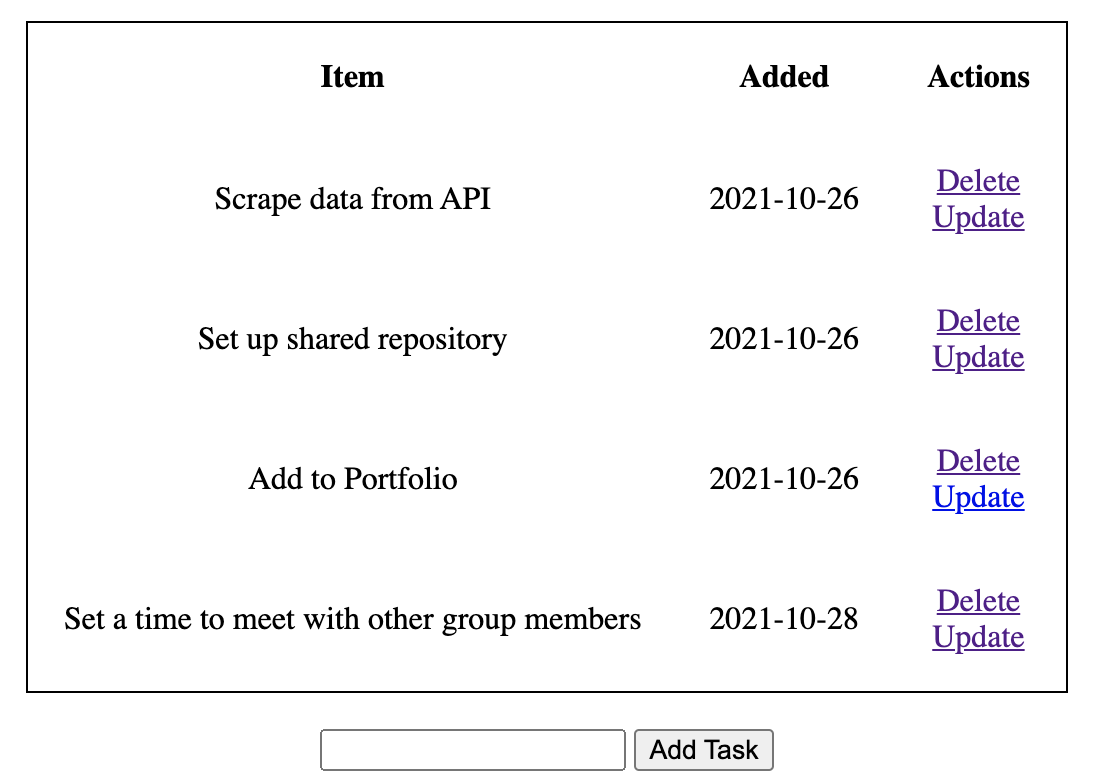 Item Added Actions
Scrape data from API 2021-10-26 Delete
Update
Set up shared repository 2021-10-26 Delete
Update
Add to Portfolio 2021-10-26 Delete
Update
Set a time to meet with other group members 2021-10-28 Delete
Update
Add Task